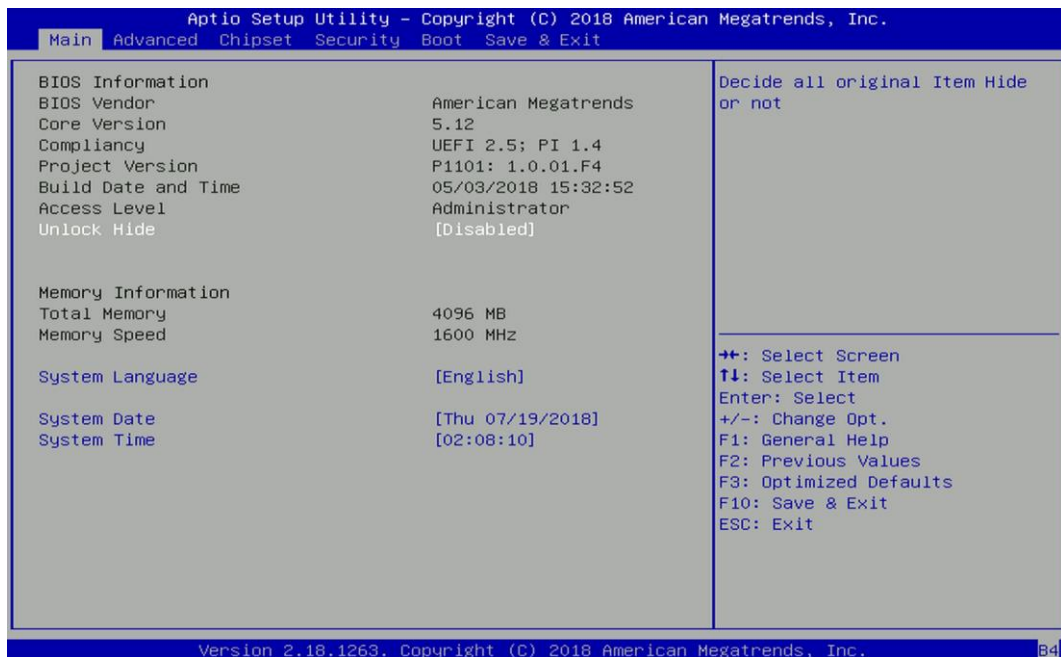 Aptio Setup Utility – Copyright (C) 2018 American Megatrends, Inc.
Main Advanced Chipset Security Boot Save & Exit
BIOS Information
BIOS Vendor American Megatrends
Core Version 5.12
Compliancy UEFI 2.5; PI 1.4
Project Version P1101: 1.0.01.F4
Build Date and Time 05/03/2018 15:32:52
Access Level Administrator
Unlock Hide [Disabled]
Memory Information
Total Memory 4096 MB
Memory Speed 1600 MHz
System Language [English]
System Date [Thu 07/19/2018]
System Time [02:08:10]
Decide all original Item Hide
or not
→←: Select Screen
↑↓: Select Item
Enter: Select
+/-: Change Opt.
F1: General Help
F2: Previous Values
F3: Optimized Defaults
F10: Save & Exit
ESC: Exit
Version 2.18.1263. Copyright (C) 2018 American Megatrends, Inc.
B4